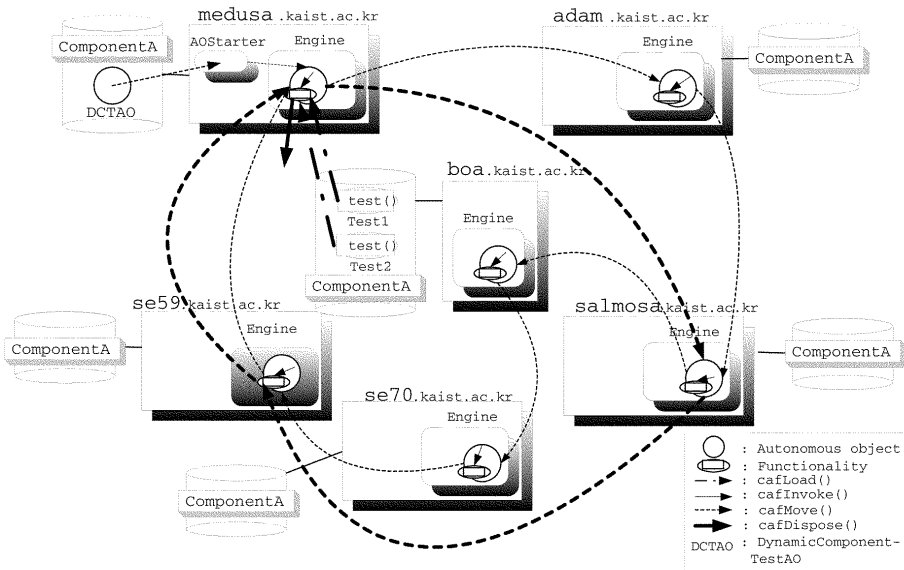 medusa.kaist.ac.kr
adam.kaist.ac.kr
ComponentA
AOStarter
Engine
Engine
ComponentA
DCTAO
boa.kaist.ac.kr
test()
Test1
Engine
test()
Test2
ComponentA
se59.kaist.ac.kr
salmosa.kaist.ac.kr
Engine
Engine
ComponentA
ComponentA
se70.kaist.ac.kr
Engine
ComponentA
: Autonomous object
: Functionality
: cafLoad()
: cafInvoke()
: cafMove()
: cafDispose()
DCTAO : DynamicComponent-
TestAO